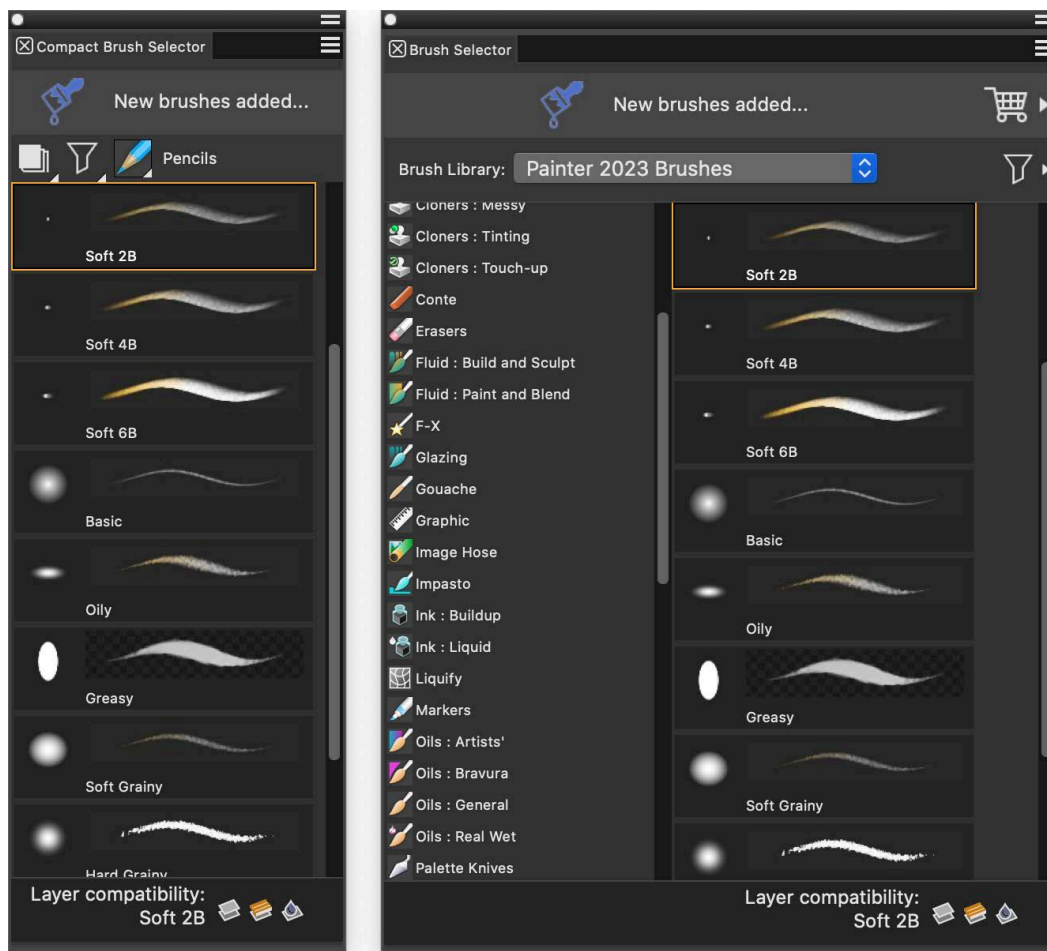 Compact Brush Selector
New brushes added...
Pencils
Soft 2B
Soft 4B
Soft 6B
Basic
Oily
Greasy
Soft Grainy
Hard Grainy
Layer compatibility:
Soft 2B
Brush Selector
New brushes added...
Brush Library: Painter 2023 Brushes
Cloners : Messy
Cloners : Tinting
Cloners : Touch-up
Conte
Erasers
Fluid : Build and Sculpt
Fluid : Paint and Blend
F-X
Glazing
Gouache
Graphic
Image Hose
Impasto
Ink : Buildup
Ink : Liquid
Liquify
Markers
Oils : Artists'
Oils : Bravura
Oils : General
Oils : Real Wet
Palette Knives
Soft 2B
Soft 4B
Soft 6B
Basic
Oily
Greasy
Soft Grainy
Layer compatibility:
Soft 2B